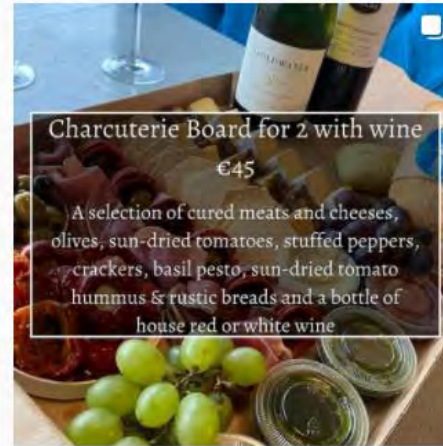 Charcuterie Board for 2 with wine
€45
A selection of cured meats and cheeses,
olives, sun-dried tomatoes, stuffed peppers,
crackers, basil pesto, sun-dried tomato
hummus & rustic breads and a bottle of
house red or white wine